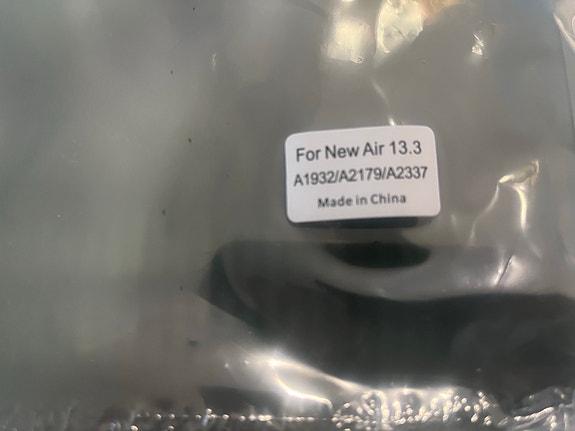 For New Air 13.3
A1932/A2179/A2337
Made in China